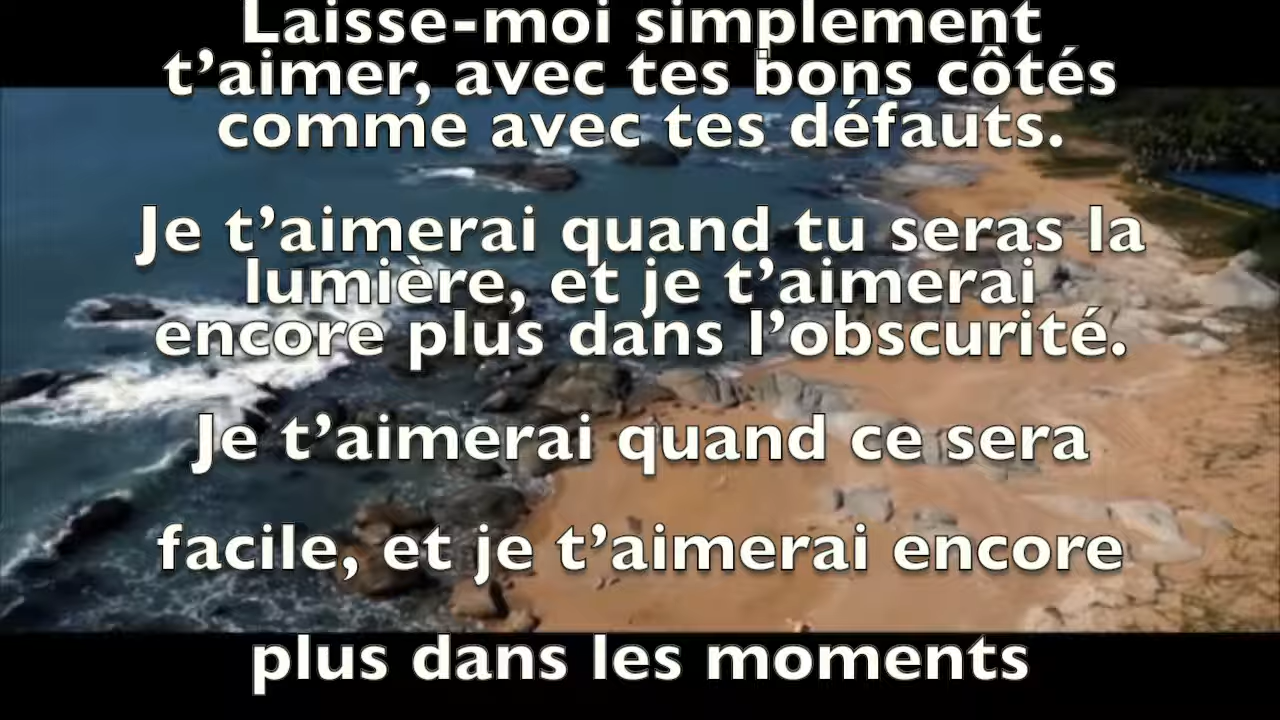 Laisse-moi simplement
t’aimer, avec tes bons côtés
comme avec tes défauts.
Je t’aimerai quand tu seras la
lumière, et je t’aimerai
encore plus dans l’obscurité.
Je t’aimerai quand ce sera
facile, et je t’aimerai encore
plus dans les moments